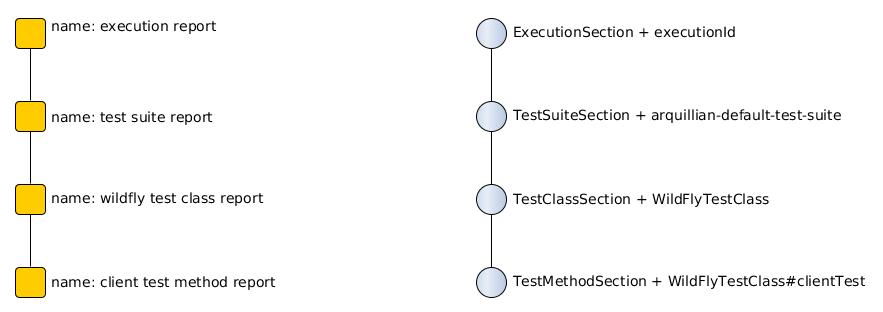 name: execution report
ExecutionSection + executionId
name: test suite report
TestSuiteSection + arquillian-default-test-suite
name: wildfly test class report
TestClassSection + WildFlyTestClass
name: client test method report
TestMethodSection + WildFlyTestClass#clientTest